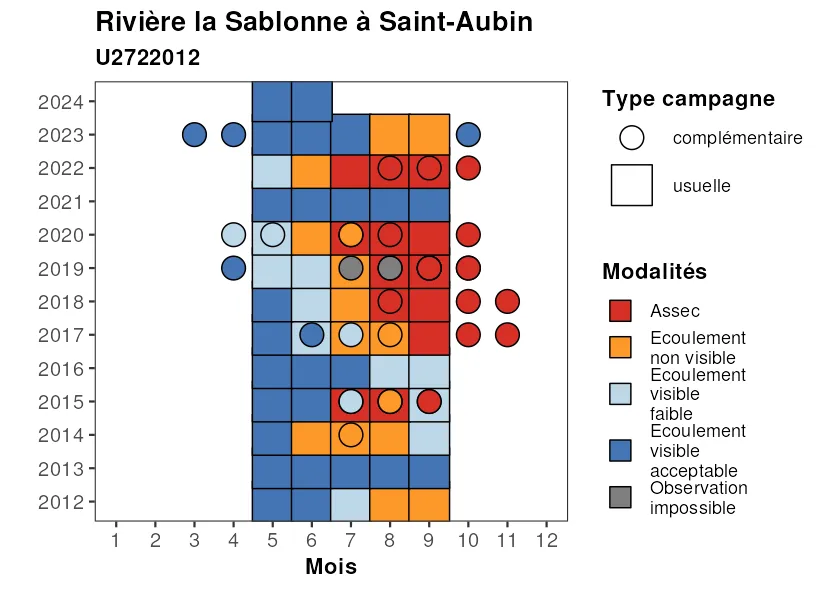 Rivière la Sablonne à Saint-Aubin
U2722012
2024
2023
2022
2021
2020
2019
2018
2017
2016
2015
2014
2013
2012
1 2 3 4 5 6 7 8 9 10 11 12
Mois
Type campagne
complémentaire
usuelle
Modalités
Assec
Ecoulement
non visible
Ecoulement
visible
faible
Ecoulement
visible
acceptable
Observation
impossible